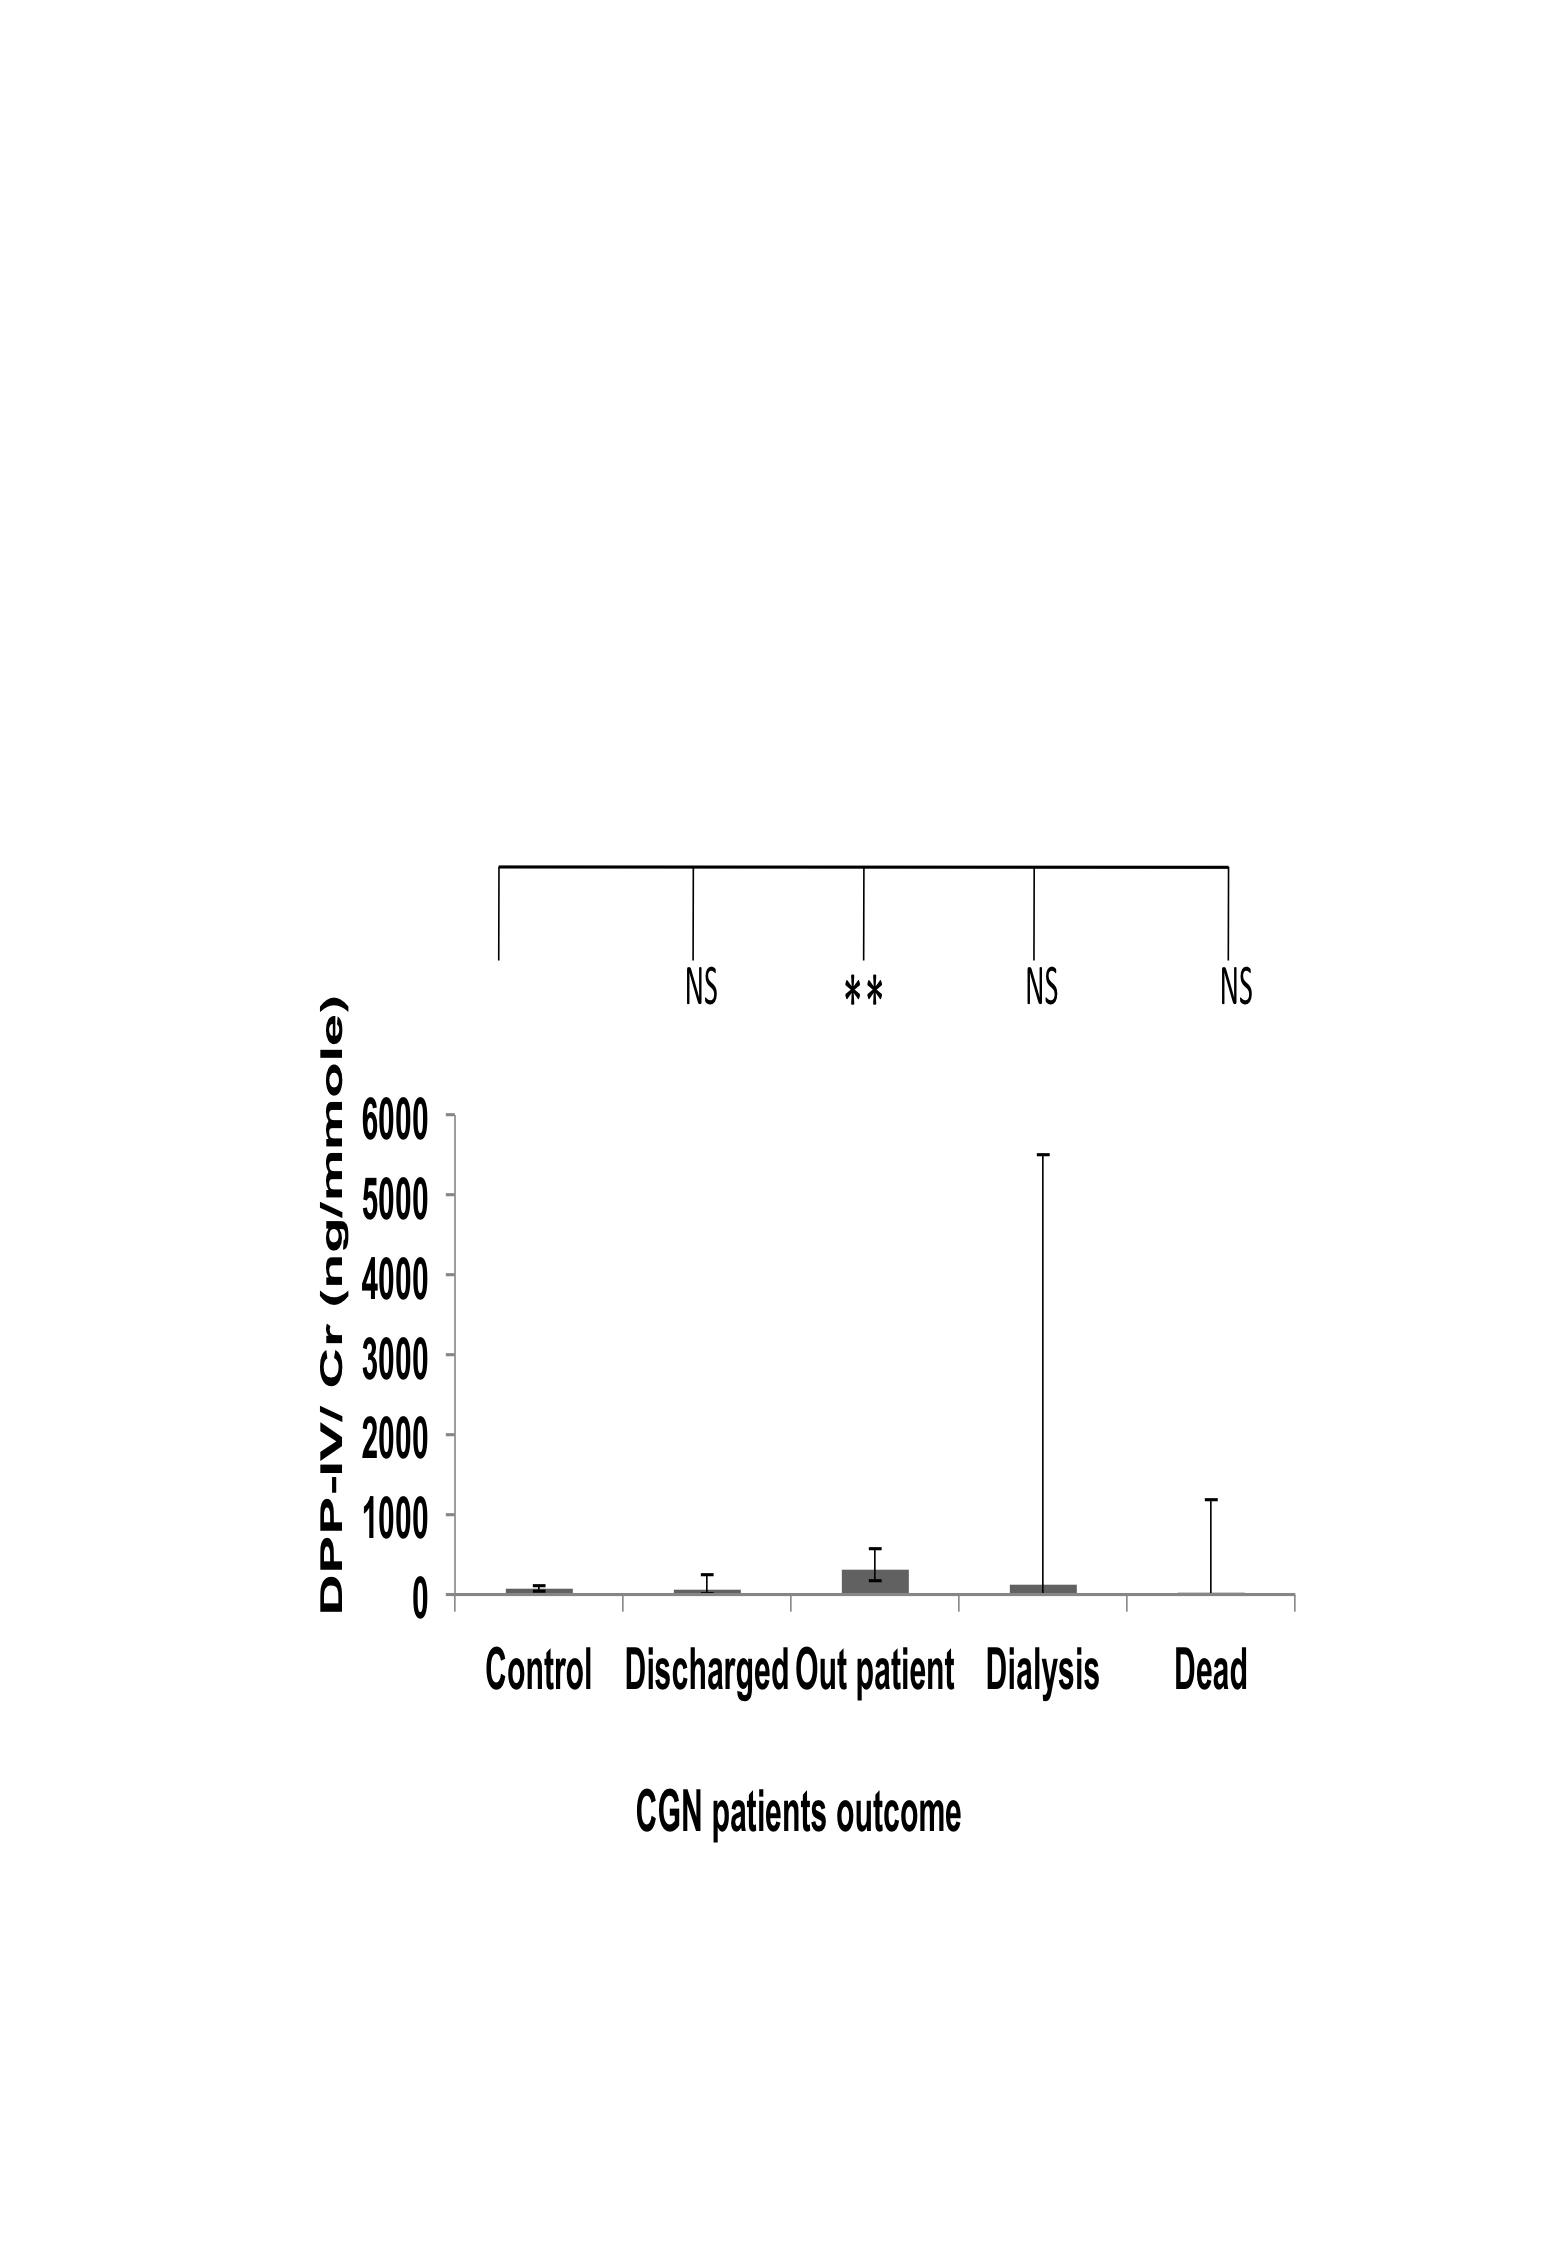 NS ** NS NS
DPP-IV/ Cr (ng/mmole)
6000
5000
4000
3000
2000
1000
0
Control Discharged Out patient Dialysis Dead
CGN patients outcome